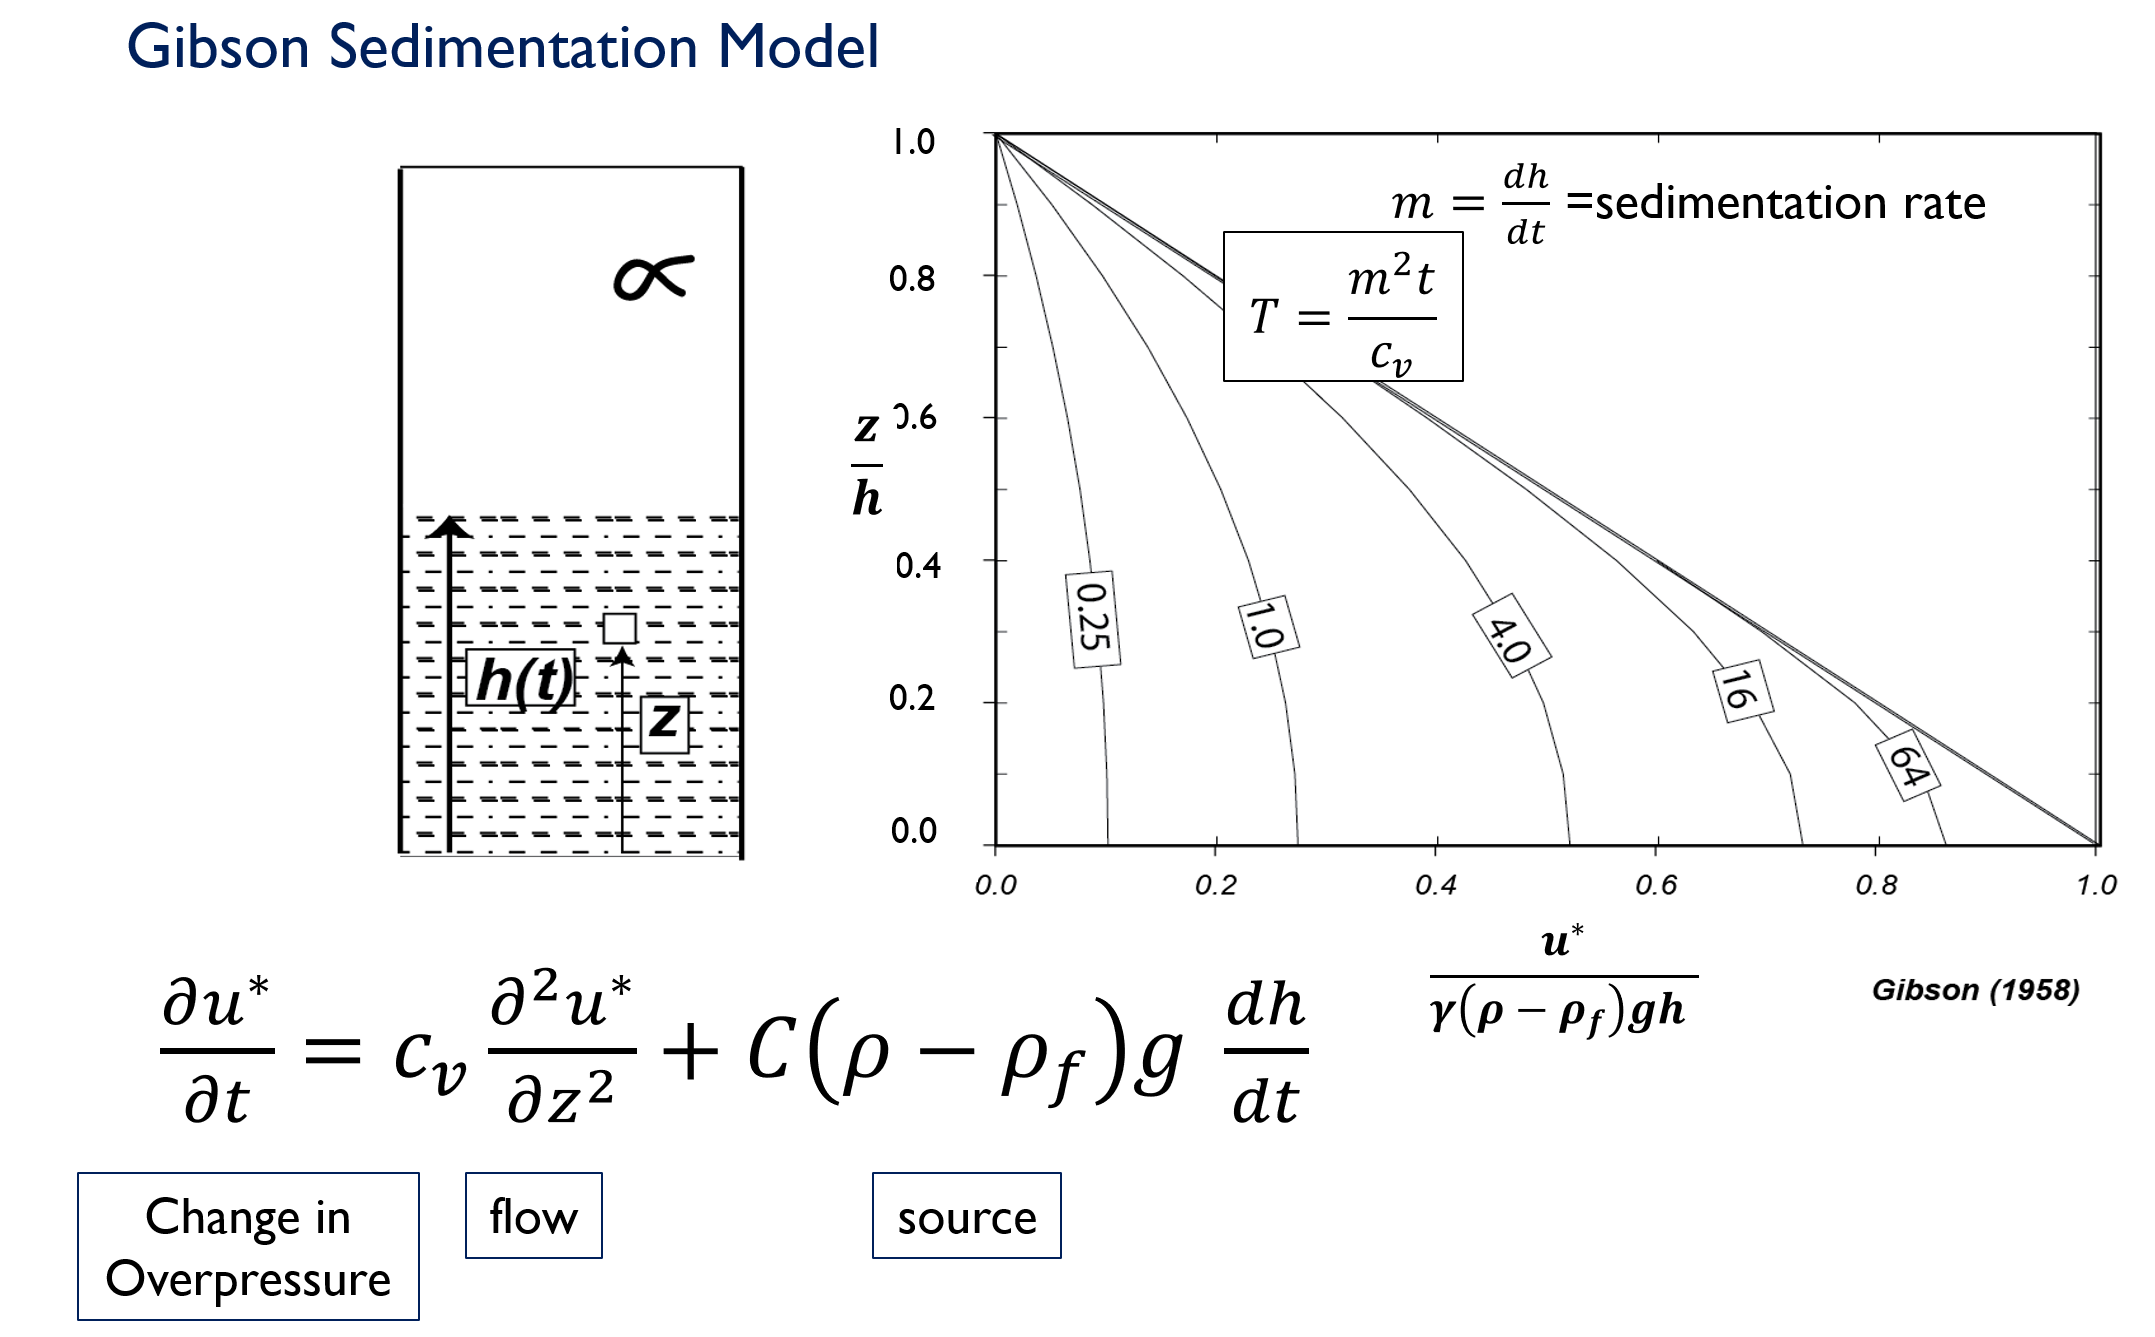 Gibson Sedimentation Model
∝
h(t)
z
1.0
0.8
0.6
0.4
0.2
0.0
z/h
m = dh/dt =sedimentation rate
T = m²t/c_v
0.25
1.0
4.0
16
64
0.0 0.2 0.4 0.6 0.8 1.0
u*/γ(ρ − ρ_f)gh
Gibson (1958)
∂u*/∂t = c_v ∂²u*/∂z² + C(ρ − ρ_f)g dh/dt
Change in
Overpressure
flow
source